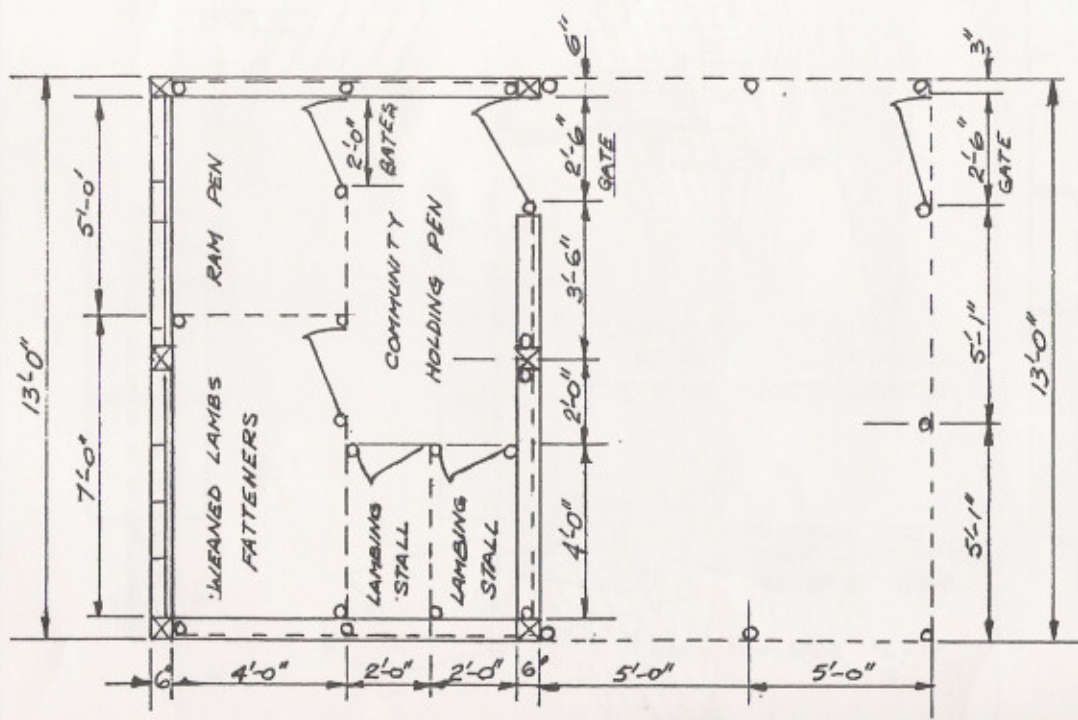 6"
3"
2'-0"
GATES
2'-6"
GATE
2'-6"
GATE
5'-0'
RAM PEN
COMMUNITY
HOLDING PEN
3'-6"
5'-1"
13'-0"
13'-0"
7'-0"
WEANED LAMBS
FATTENERS
2'-0"
LAMBING
STALL
LAMBING
STALL
4'-0"
5'-1"
6"
4'-0"
2'-0"
2'-0"
6"
5'-0"
5'-0"